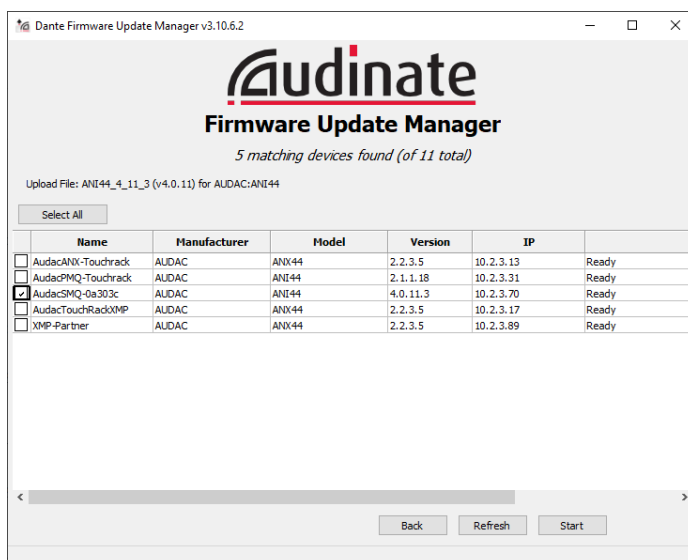 Dante Firmware Update Manager v3.10.6.2
Audinate
Firmware Update Manager
5 matching devices found (of 11 total)
Upload File: ANI44_4_11_3 (v4.0.11) for AUDAC:ANI44
Select All
Name Manufacturer Model Version IP
AudacANX-Touchrack AUDAC ANX44 2.2.3.5 10.2.3.13 Ready
AudacPMQ-Touchrack AUDAC ANI44 2.1.1.18 10.2.3.31 Ready
AudacSMQ-0a303c AUDAC ANI44 4.0.11.3 10.2.3.70 Ready
AudacTouchRackXMP AUDAC ANX44 2.2.3.5 10.2.3.17 Ready
XMP-Partner AUDAC ANX44 2.2.3.5 10.2.3.89 Ready
Back Refresh Start